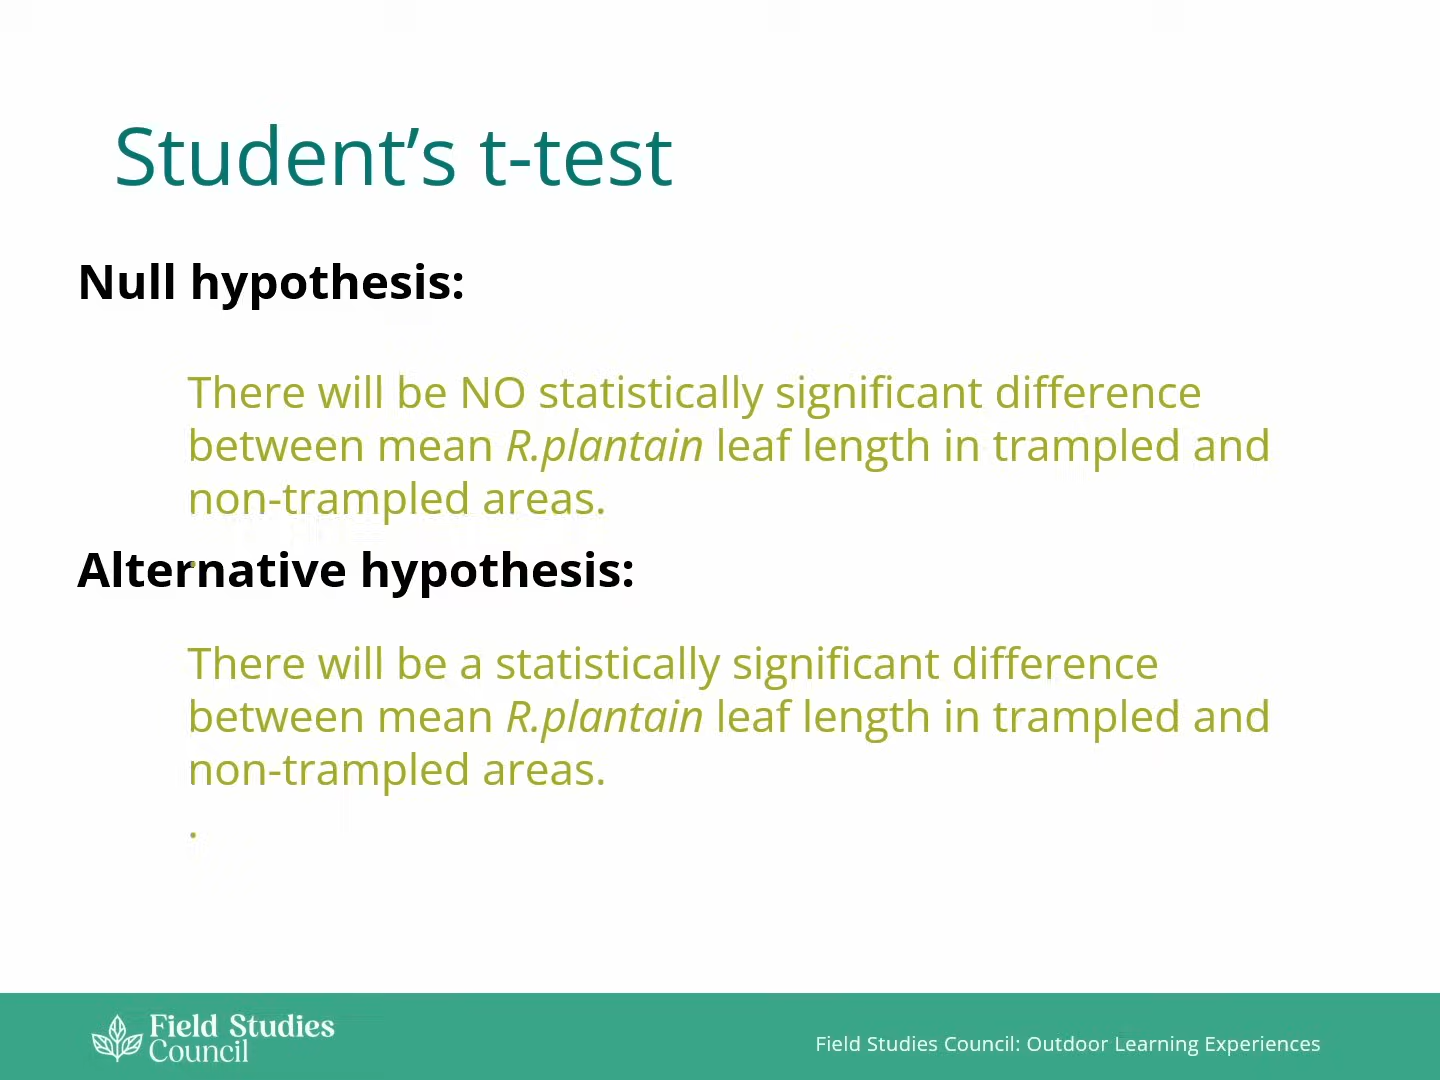 Student’s t-test
Null hypothesis:
There will be NO statistically significant difference
between mean R.plantain leaf length in trampled and
non-trampled areas.
.
Alternative hypothesis:
There will be a statistically significant difference
between mean R.plantain leaf length in trampled and
non-trampled areas.
.
Field Studies
Council
Field Studies Council: Outdoor Learning Experiences